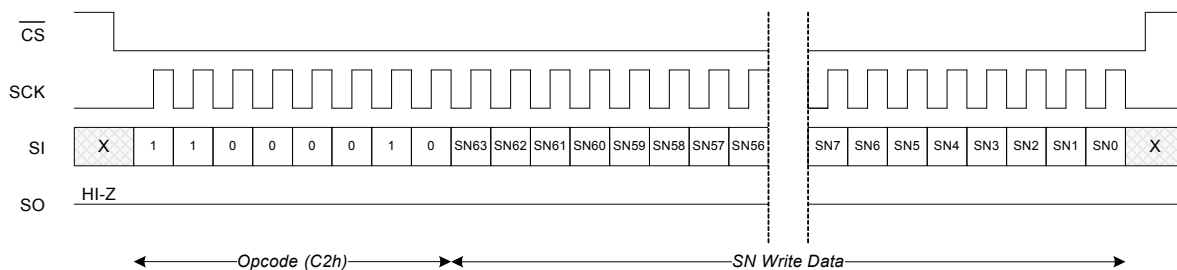 CS
SCK
SI X 1 1 0 0 0 0 1 0 SN63 SN62 SN61 SN60 SN59 SN58 SN57 SN56 SN7 SN6 SN5 SN4 SN3 SN2 SN1 SN0 X
HI-Z
SO
Opcode (C2h) SN Write Data